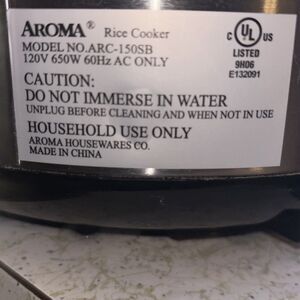 AROMA® Rice Cooker
MODEL NO.ARC-150SB
120V 650W 60Hz AC ONLY
C UL US
LISTED
9H06
E132091
CAUTION:
DO NOT IMMERSE IN WATER
UNPLUG BEFORE CLEANING AND WHEN NOT IN USE
HOUSEHOLD USE ONLY
AROMA HOUSEWARES CO.
MADE IN CHINA